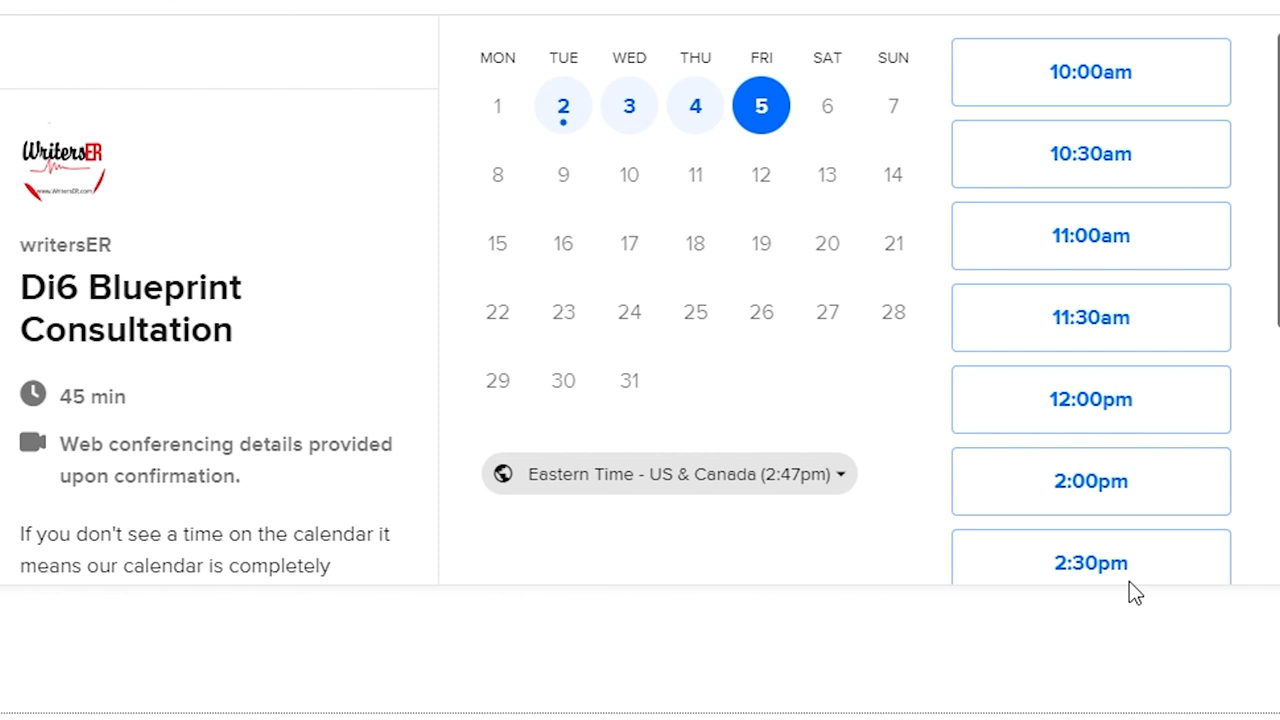 WritersER
www.WritersER.com
writersER
Di6 Blueprint
Consultation
45 min
Web conferencing details provided
upon confirmation.
If you don't see a time on the calendar it
means our calendar is completely
MON TUE WED THU FRI SAT SUN
1 2 3 4 5 6 7
8 9 10 11 12 13 14
15 16 17 18 19 20 21
22 23 24 25 26 27 28
29 30 31
Eastern Time - US & Canada (2:47pm)
10:00am
10:30am
11:00am
11:30am
12:00pm
2:00pm
2:30pm